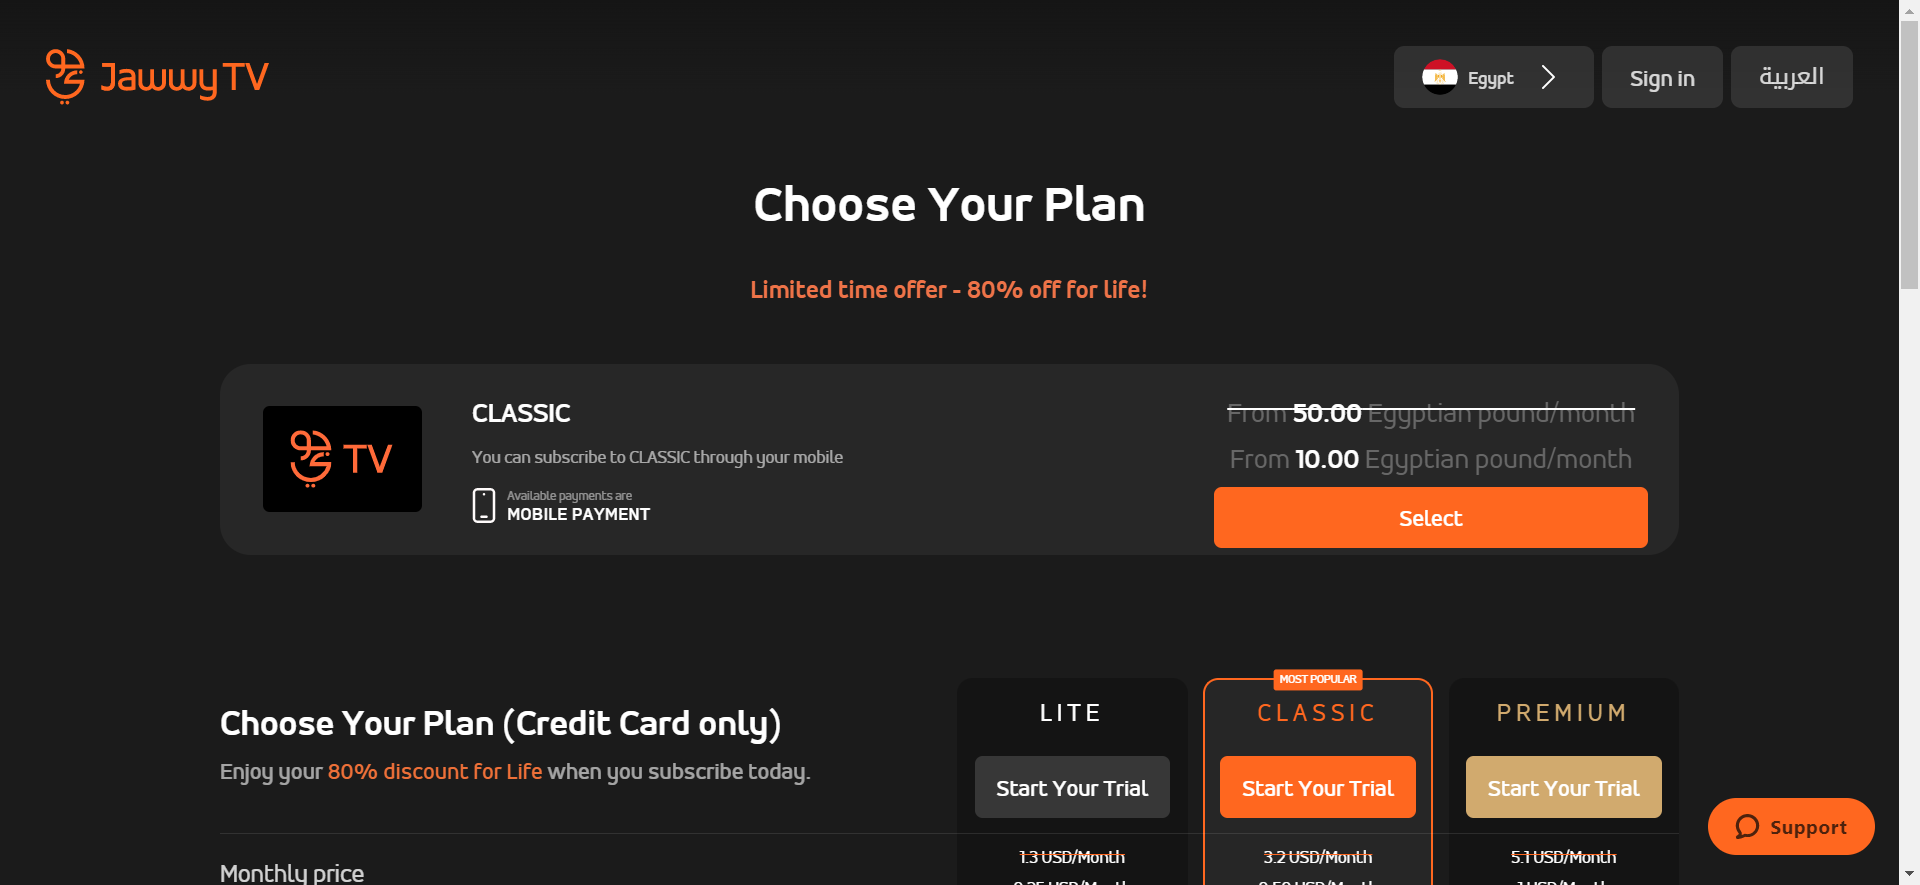 Jawwy TV
Egypt
Sign in
العربية
Choose Your Plan
Limited time offer - 80% off for life!
TV
CLASSIC
You can subscribe to CLASSIC through your mobile
Available payments are
MOBILE PAYMENT
From 50.00 Egyptian pound/month
From 10.00 Egyptian pound/month
Select
Choose Your Plan (Credit Card only)
Enjoy your 80% discount for Life when you subscribe today.
LITE
Start Your Trial
MOST POPULAR
CLASSIC
Start Your Trial
PREMIUM
Start Your Trial
Support
Monthly price
1.3 USD/Month
3.2 USD/Month
5.1 USD/Month